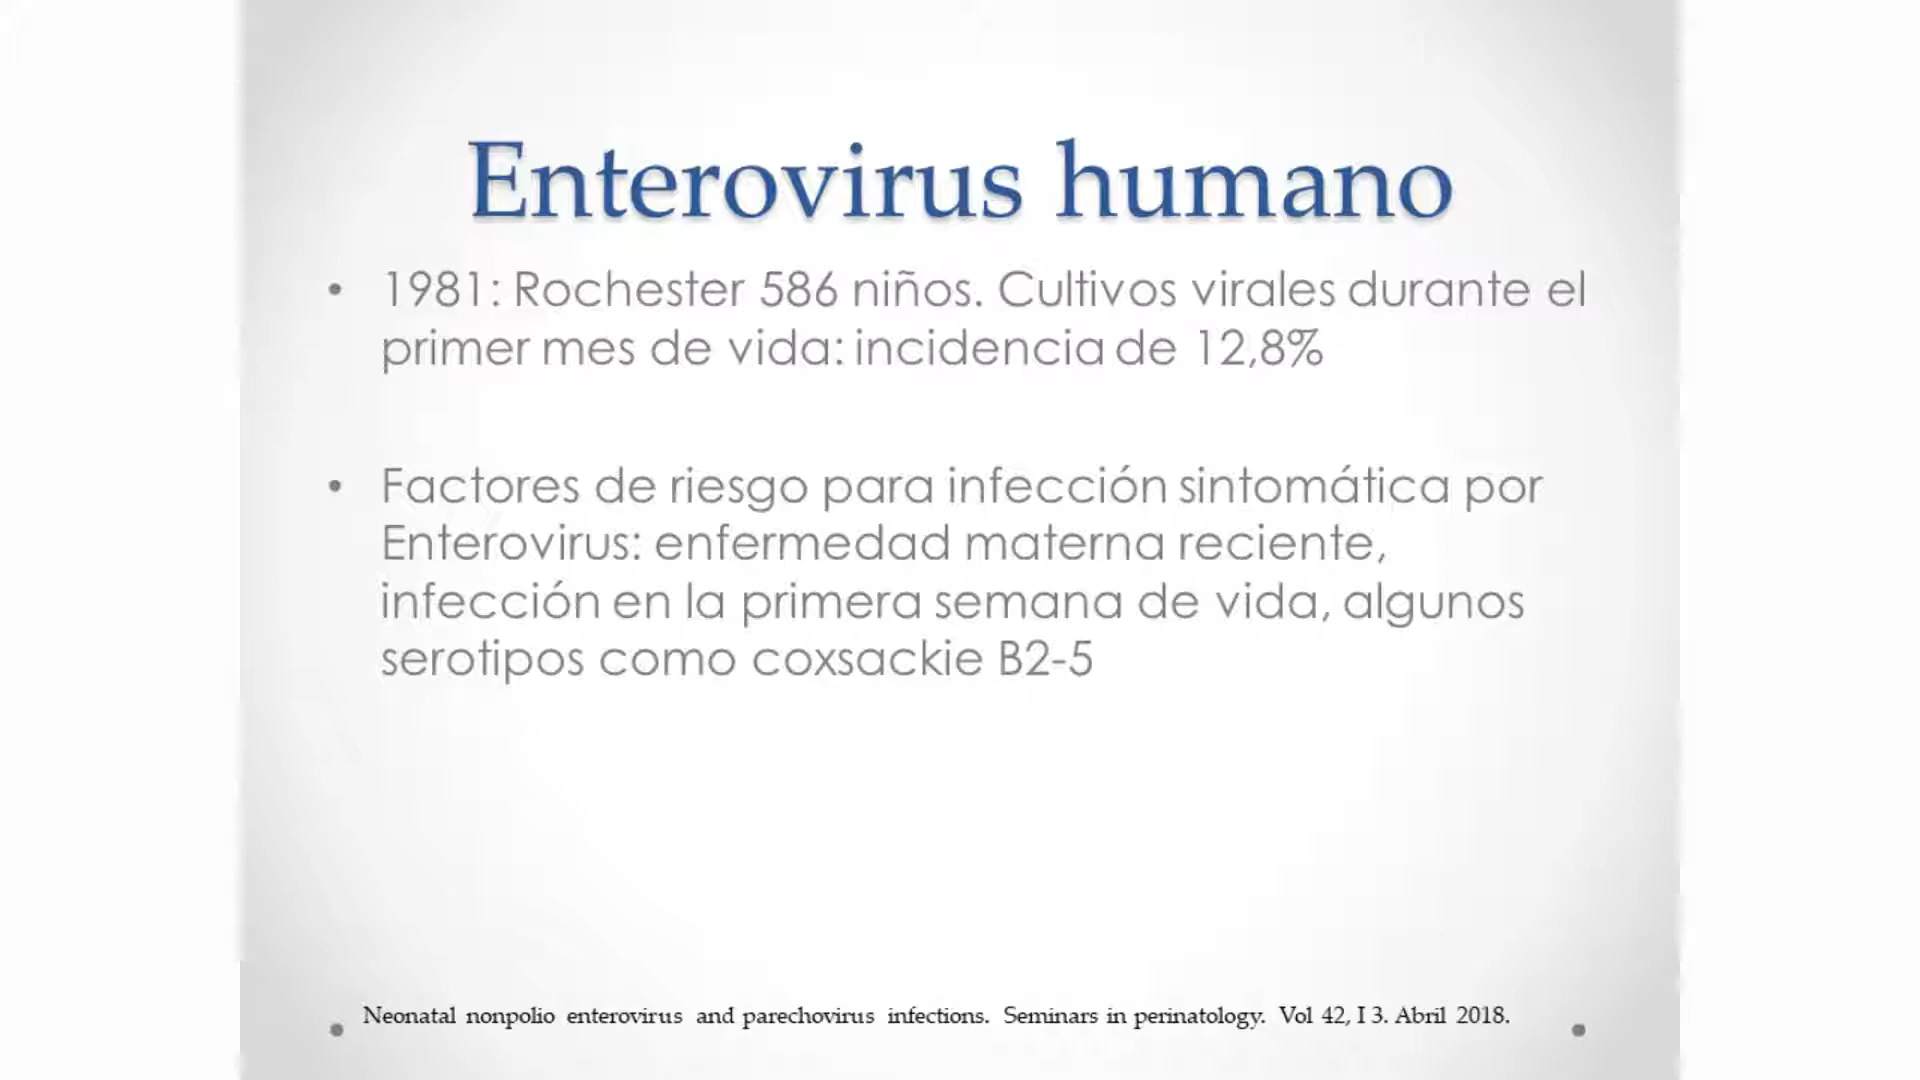 Enterovirus humano
• 1981: Rochester 586 niños. Cultivos virales durante el
primer mes de vida: incidencia de 12,8%
• Factores de riesgo para infección sintomática por
Enterovirus: enfermedad materna reciente,
infección en la primera semana de vida, algunos
serotipos como coxsackie B2-5
Neonatal nonpolio enterovirus and parechovirus infections. Seminars in perinatology. Vol 42, I 3. Abril 2018.